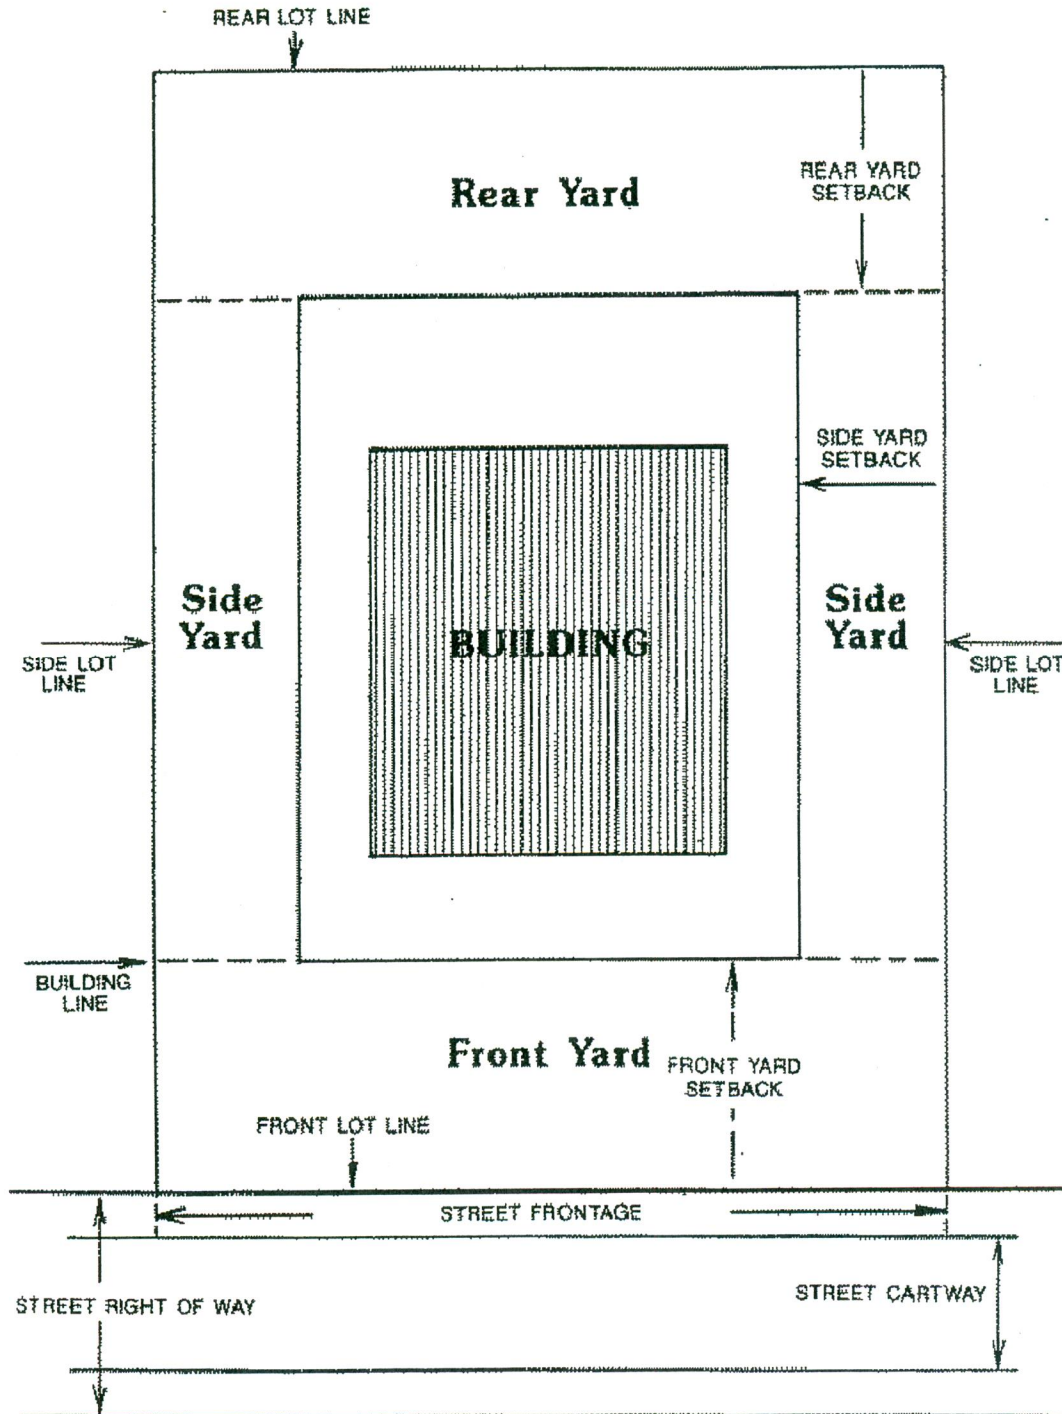 REAR LOT LINE
Rear Yard
REAR YARD
SETBACK
SIDE YARD
SETBACK
Side
Yard
Side
Yard
BUILDING
SIDE LOT
LINE
SIDE LOT
LINE
BUILDING
LINE
Front Yard
FRONT YARD
SETBACK
FRONT LOT LINE
STREET FRONTAGE
STREET RIGHT OF WAY
STREET CARTWAY